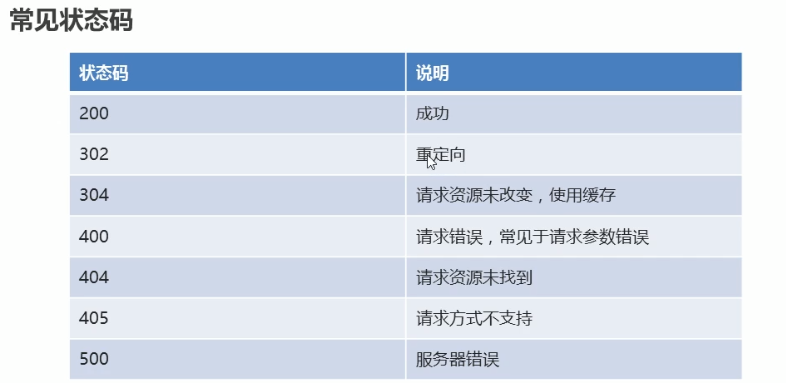 常见状态码
状态码 说明
200 成功
302 重定向
304 请求资源未改变，使用缓存
400 请求错误，常见于请求参数错误
404 请求资源未找到
405 请求方式不支持
500 服务器错误